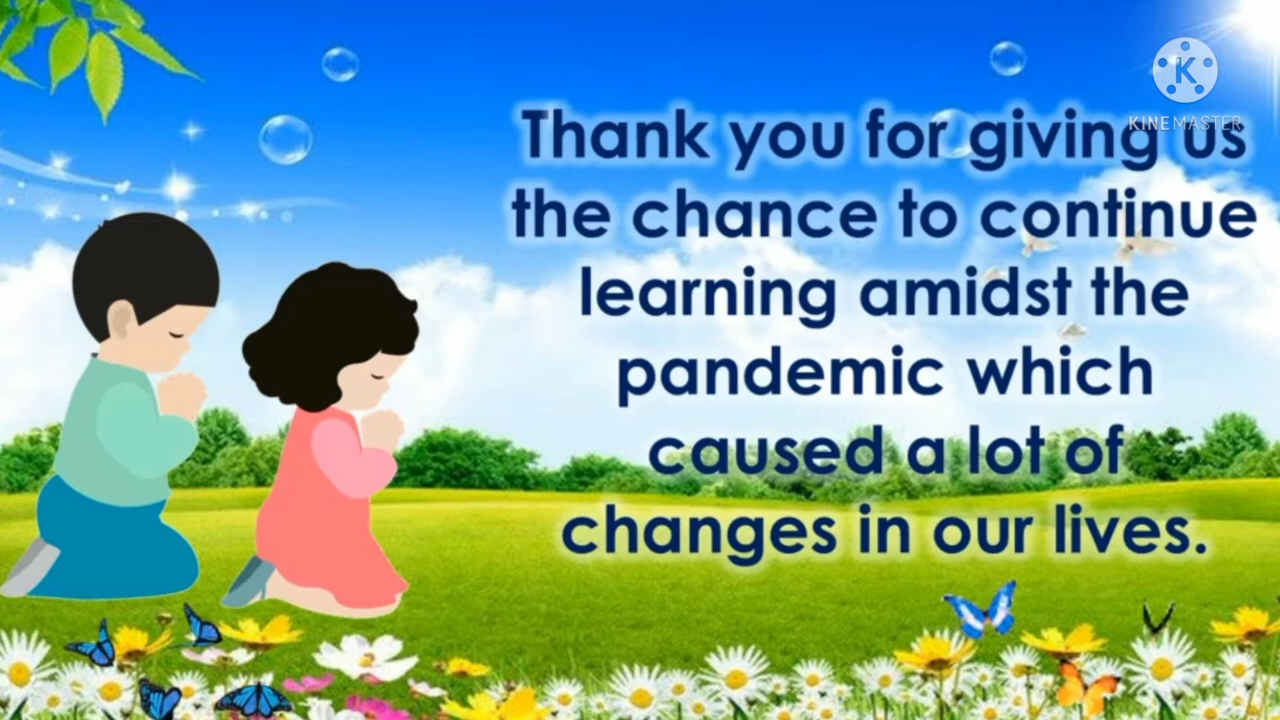 K
KINEMASTER
Thank you for giving us
the chance to continue
learning amidst the
pandemic which
caused a lot of
changes in our lives.